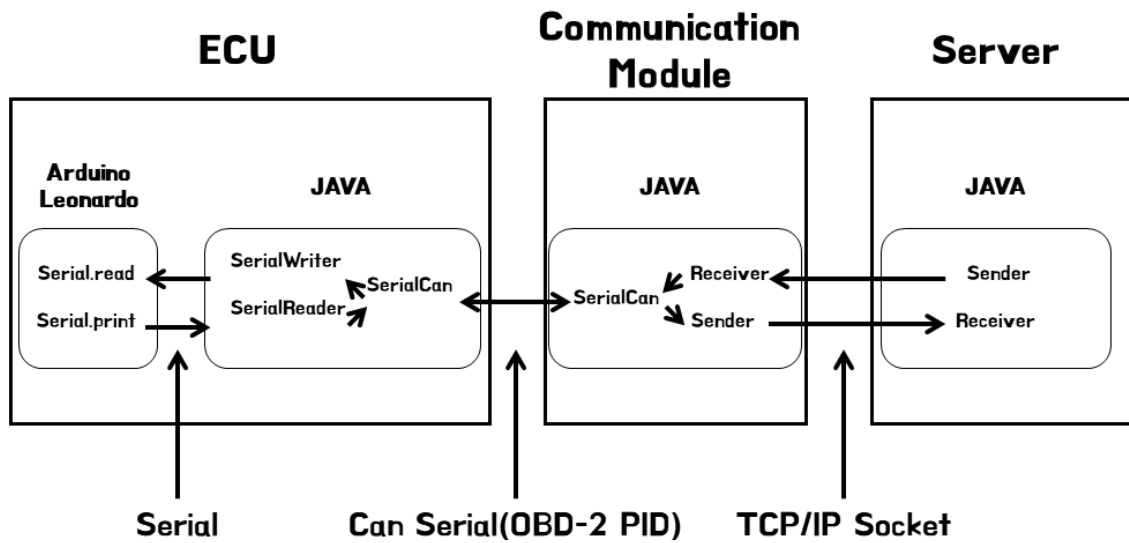 ECU
Communication
Module
Server
Arduino
Leonardo
JAVA
JAVA
JAVA
Serial.read
Serial.print
SerialWriter
SerialReader
SerialCan
SerialCan
Receiver
Sender
Sender
Receiver
Serial
Can Serial(OBD-2 PID)
TCP/IP Socket